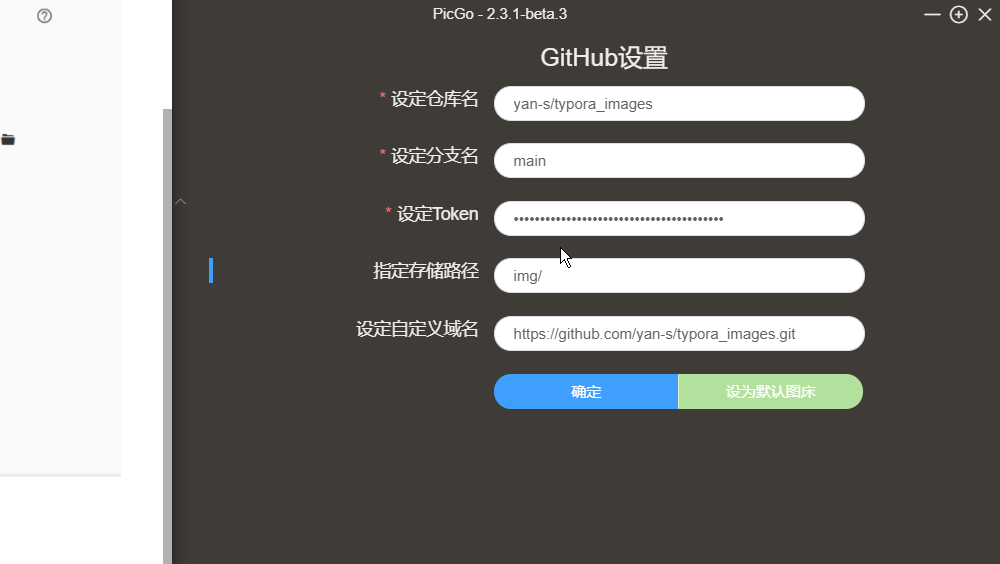 PicGo - 2.3.1-beta.3
GitHub设置
* 设定仓库名 yan-s/typora_images
* 设定分支名 main
* 设定Token ••••••••••••••••••••••••••••••••••••••••
指定存储路径 img/
设定自定义域名 https://github.com/yan-s/typora_images.git
确定 设为默认图床